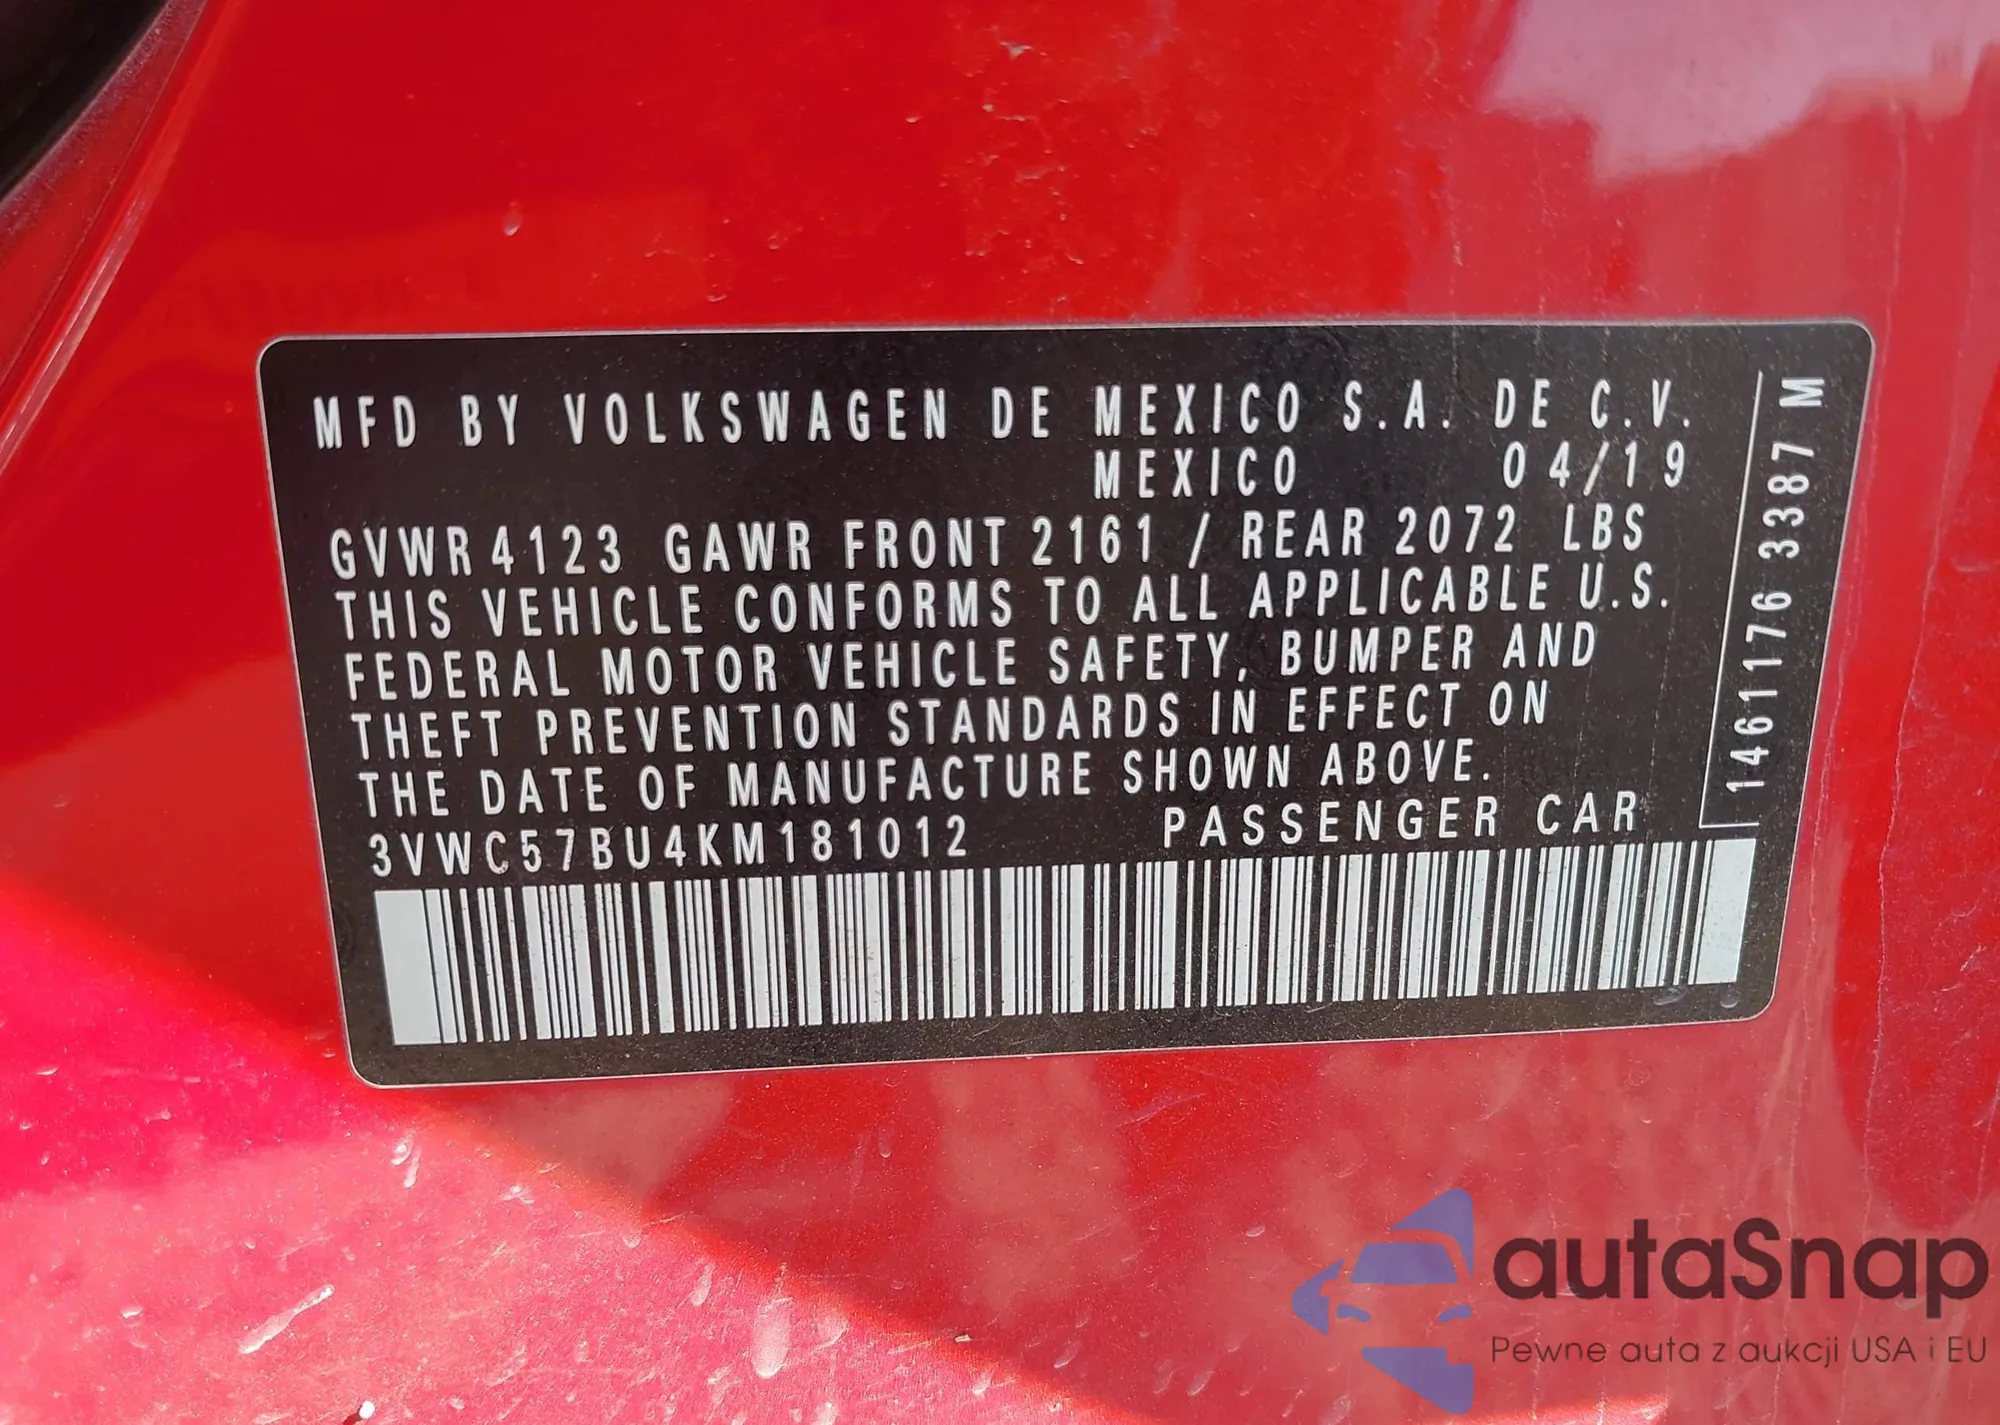 MFD BY VOLKSWAGEN DE MEXICO S.A. DE C.V.
MEXICO 04/19
GVWR 4123 GAWR FRONT 2161 / REAR 2072 LBS
THIS VEHICLE CONFORMS TO ALL APPLICABLE U.S.
FEDERAL MOTOR VEHICLE SAFETY, BUMPER AND
THEFT PREVENTION STANDARDS IN EFFECT ON
THE DATE OF MANUFACTURE SHOWN ABOVE.
3VWC57BU4KM181012 PASSENGER CAR
1461176 3387 M
autaSnap
Pewne auta z aukcji USA i EU